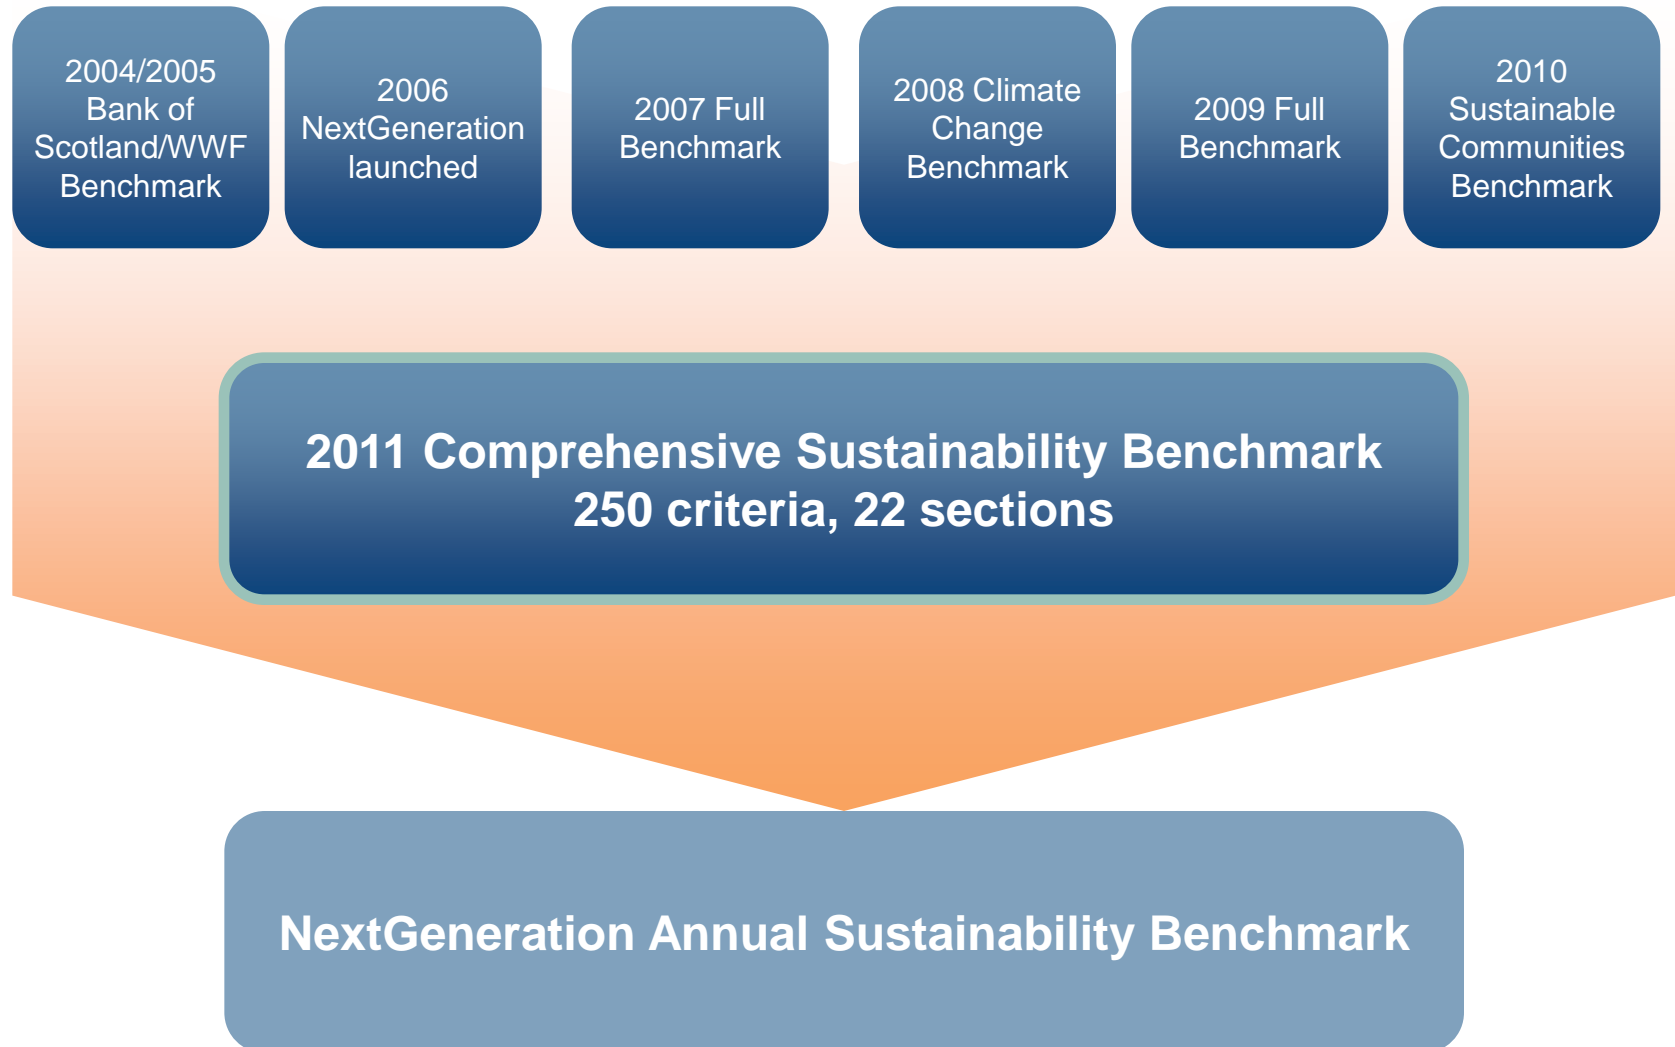 2004/2005
Bank of
Scotland/WWF
Benchmark
2006
NextGeneration
launched
2007 Full
Benchmark
2008 Climate
Change
Benchmark
2009 Full
Benchmark
2010
Sustainable
Communities
Benchmark
2011 Comprehensive Sustainability Benchmark
250 criteria, 22 sections
NextGeneration Annual Sustainability Benchmark